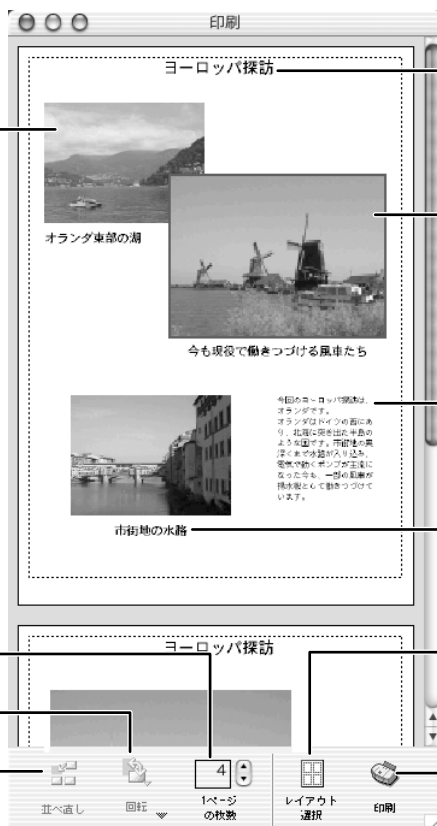 印刷
ヨーロッパ探訪
オランダ東部の湖
今も現役で働きつづける風車たち
今回のヨーロッパ探訪は、
オランダです。
オランダはドイツの西にあ
り、北海に突き出た半島の
ような国です。市街地の奥
深くまで水路が入り込み、
電気で動くポンプが主流に
なった今も、一部の風車が
揚水機として働きつづけて
います。
市街地の水路
ヨーロッパ探訪
並べ直し
回転
4
1ページ
の枚数
レイアウト
選択
印刷